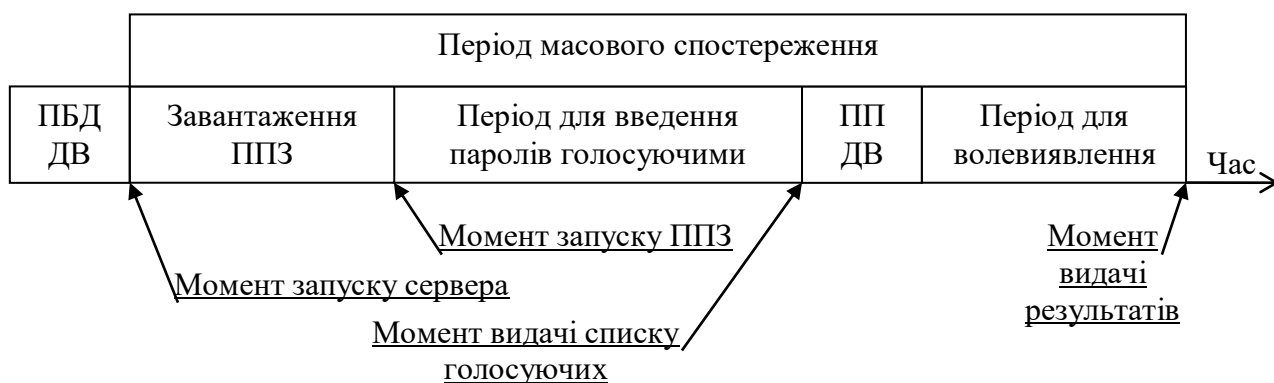 Період масового спостереження
ПБД
ДВ
Завантаження
ППЗ
Період для введення
паролів голосуючими
ПП
ДВ
Період для
волевиявлення
Час
Момент запуску ППЗ
Момент
видачі
результатів
Момент запуску сервера
Момент видачі списку
голосуючих